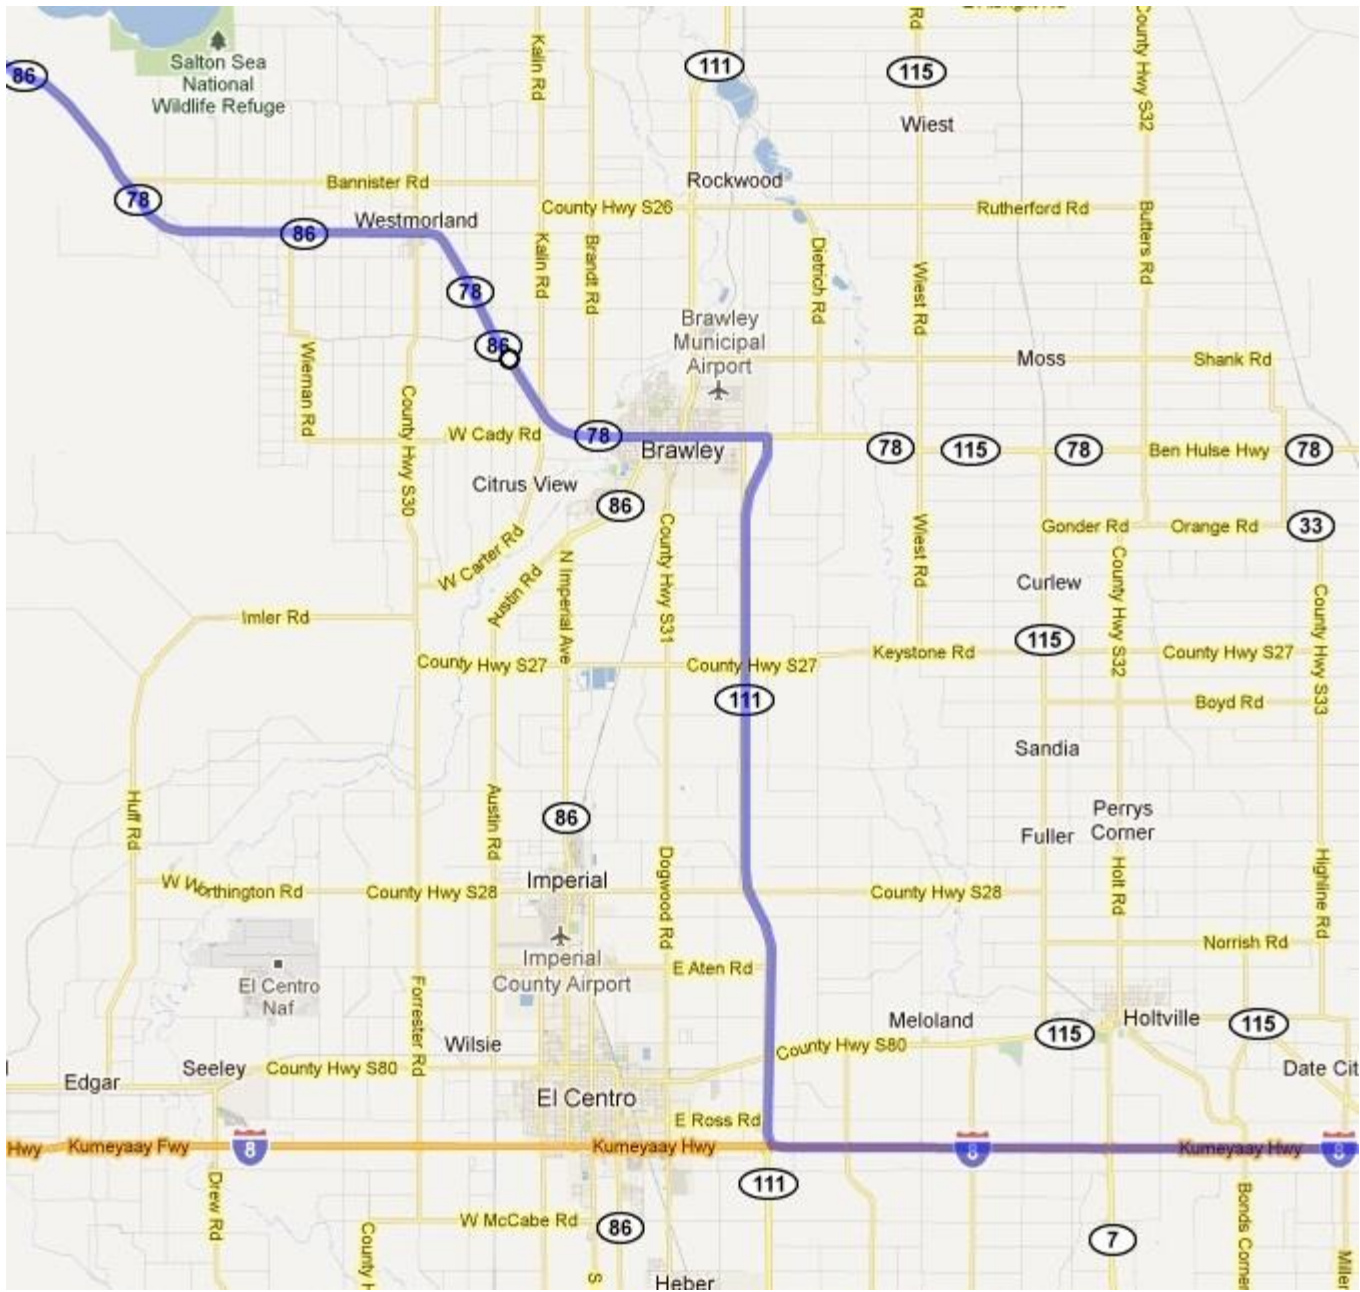 Rd
County Hwy S32
Kalin Rd
111
115
86
Salton Sea
National
Wildlife Refuge
Wiest
Bannister Rd
Rockwood
78
Westmorland
County Hwy S26
Rutherford Rd
Butters Rd
86
Kalin Rd
Brandt Rd
Dietrich Rd
Wiest Rd
78
Brawley
Municipal
Airport
86
Wieman Rd
Moss
Shank Rd
County Hwy S30
W Cady Rd
78
Brawley
78
115
78
Ben Hulse Hwy
78
Citrus View
86
County Hwy S31
Wiest Rd
Gonder Rd
Orange Rd
33
W Carter Rd
Austin Rd
N Imperial Ave
County Hwy S32
Curlew
County Hwy S33
Imler Rd
115
County Hwy S27
County Hwy S27
Keystone Rd
County Hwy S27
111
Boyd Rd
Sandia
Huff Rd
Austin Rd
86
Perrys
Corner
Fuller
Dogwood Rd
Holt Rd
Highline Rd
W Worthington Rd
County Hwy S28
Imperial
County Hwy S28
Norrish Rd
Imperial
County Airport
E Aten Rd
El Centro
Naf
Forrester Rd
Meloland
Holtville
115
115
Wilsie
County Hwy S80
Seeley
County Hwy S80
Edgar
Date Cit
El Centro
E Ross Rd
Hwy
Kumeyaay Fwy
8
Kumeyaay Hwy
8
Kumeyaay Hwy
8
111
Drew Rd
W McCabe Rd
86
7
Bonds Corner
County H
S
Miller
Heber